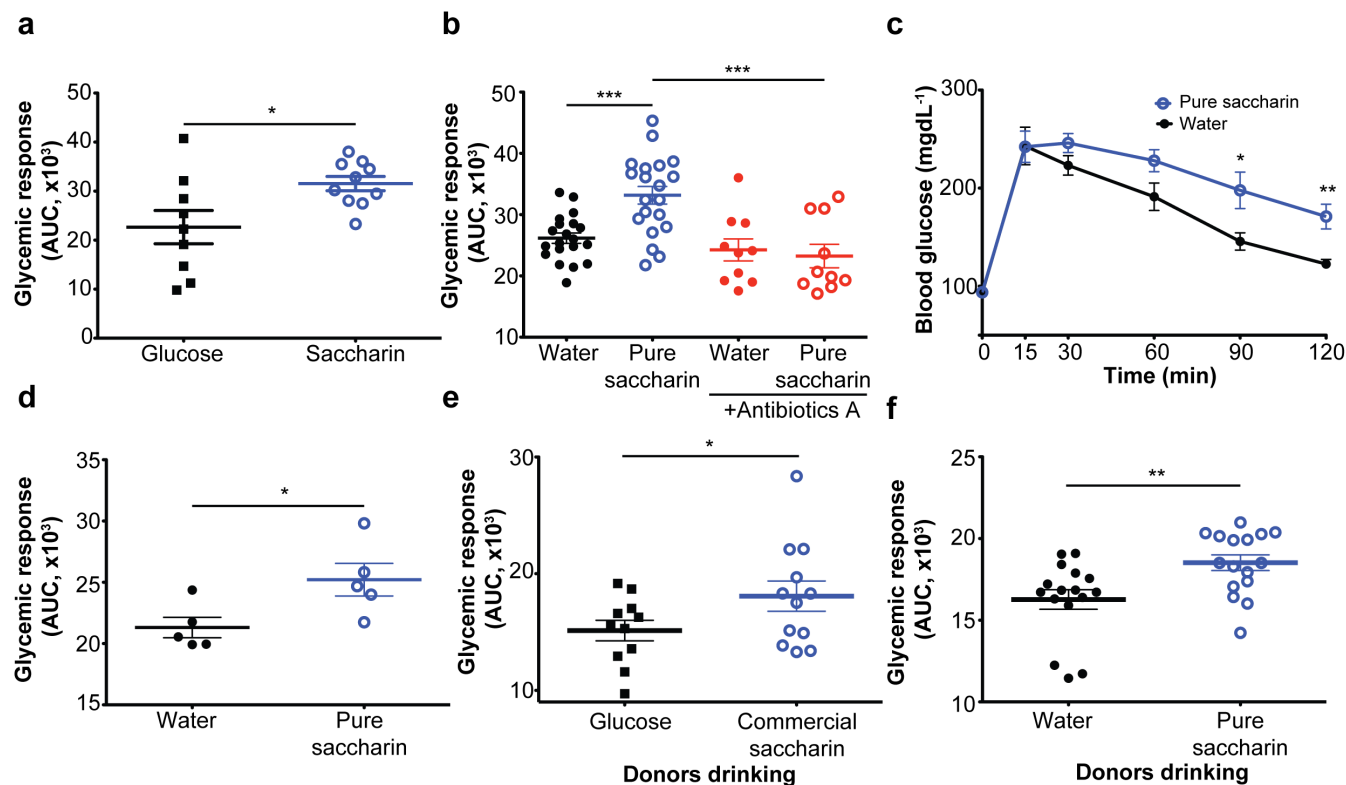 a
Glycemic response
(AUC, x10³)
50
40
30
20
10
0
*
Glucose
Saccharin
b
Glycemic response
(AUC, x10³)
50
40
30
20
10
***
***
Water
Pure
saccharin
Water
Pure
saccharin
+Antibiotics A
c
Blood glucose (mgdL⁻¹)
300
200
100
Pure saccharin
Water
*
**
0
15
30
60
90
120
Time (min)
d
Glycemic response
(AUC, x10³)
35
30
25
20
15
*
Water
Pure
saccharin
e
Glycemic response
(AUC, x10³)
30
20
10
*
Glucose
Commercial
saccharin
Donors drinking
f
Glycemic response
(AUC, x10³)
25
20
15
10
**
Water
Pure
saccharin
Donors drinking